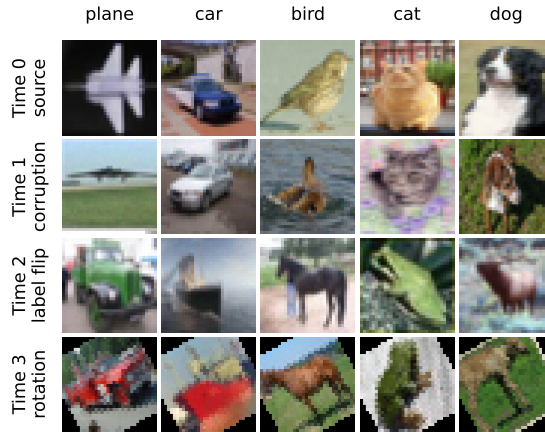 plane car bird cat dog
Time 0
source
Time 1
corruption
Time 2
label flip
Time 3
rotation